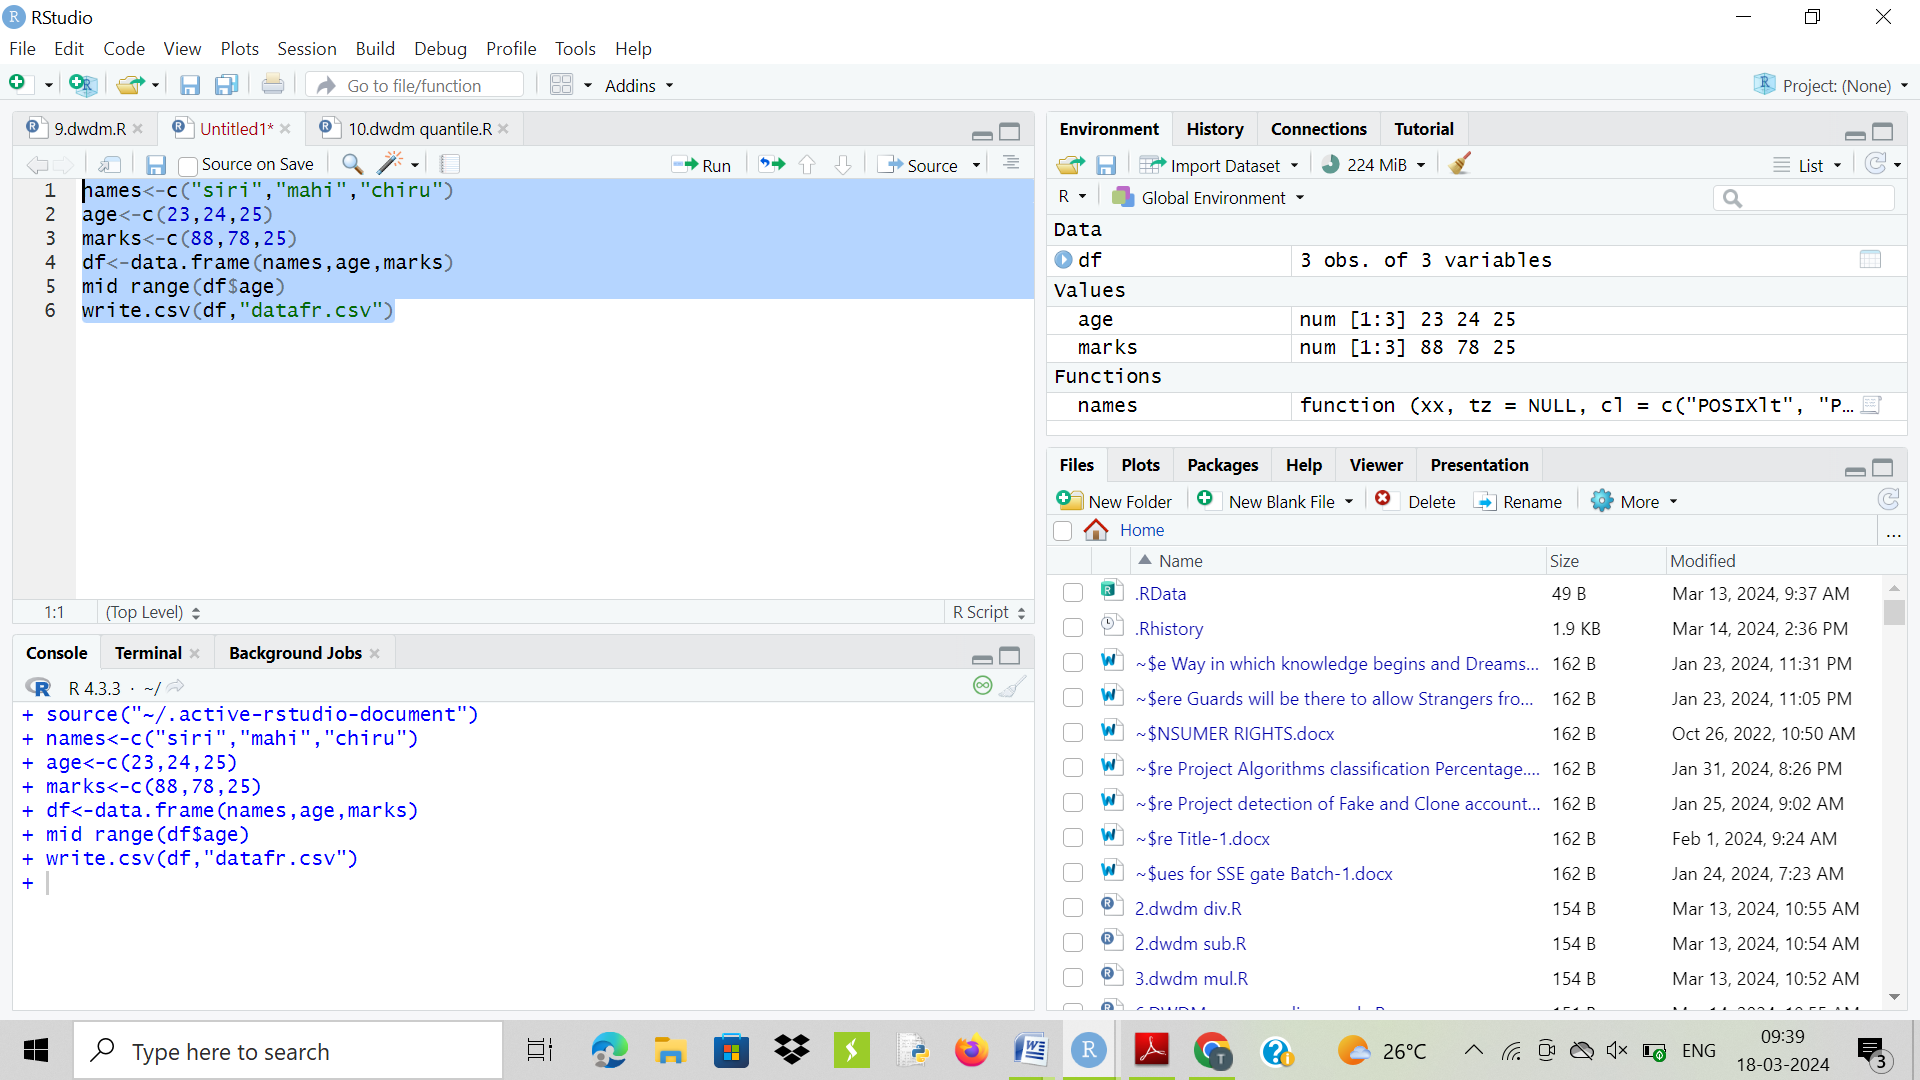 RStudio
File Edit Code View Plots Session Build Debug Profile Tools Help
Go to file/function Addins Project: (None)
9.dwdm.R Untitled1* 10.dwdm quantile.R
Source on Save Run Source
1 names<-c("siri","mahi","chiru")
2 age<-c(23,24,25)
3 marks<-c(88,78,25)
4 df<-data.frame(names,age,marks)
5 mid range(df$age)
6 write.csv(df,"datafr.csv")
1:1 (Top Level) R Script
Console Terminal Background Jobs
R 4.3.3 · ~/
+ source("~/.active-rstudio-document")
+ names<-c("siri","mahi","chiru")
+ age<-c(23,24,25)
+ marks<-c(88,78,25)
+ df<-data.frame(names,age,marks)
+ mid range(df$age)
+ write.csv(df,"datafr.csv")
+
Environment History Connections Tutorial
Import Dataset 224 MiB List
R Global Environment
Data
df 3 obs. of 3 variables
Values
age num [1:3] 23 24 25
marks num [1:3] 88 78 25
Functions
names function (xx, tz = NULL, cl = c("POSIXlt", "P…
Files Plots Packages Help Viewer Presentation
New Folder New Blank File Delete Rename More
Home ...
Name Size Modified
.RData 49 B Mar 13, 2024, 9:37 AM
.Rhistory 1.9 KB Mar 14, 2024, 2:36 PM
~$e Way in which knowledge begins and Dreams... 162 B Jan 23, 2024, 11:31 PM
~$ere Guards will be there to allow Strangers fro... 162 B Jan 23, 2024, 11:05 PM
~$NSUMER RIGHTS.docx 162 B Oct 26, 2022, 10:50 AM
~$re Project Algorithms classification Percentage.... 162 B Jan 31, 2024, 8:26 PM
~$re Project detection of Fake and Clone account... 162 B Jan 25, 2024, 9:02 AM
~$re Title-1.docx 162 B Feb 1, 2024, 9:24 AM
~$ues for SSE gate Batch-1.docx 162 B Jan 24, 2024, 7:23 AM
2.dwdm div.R 154 B Mar 13, 2024, 10:55 AM
2.dwdm sub.R 154 B Mar 13, 2024, 10:54 AM
3.dwdm mul.R 154 B Mar 13, 2024, 10:52 AM
Type here to search 26°C ENG 09:39
18-03-2024 3